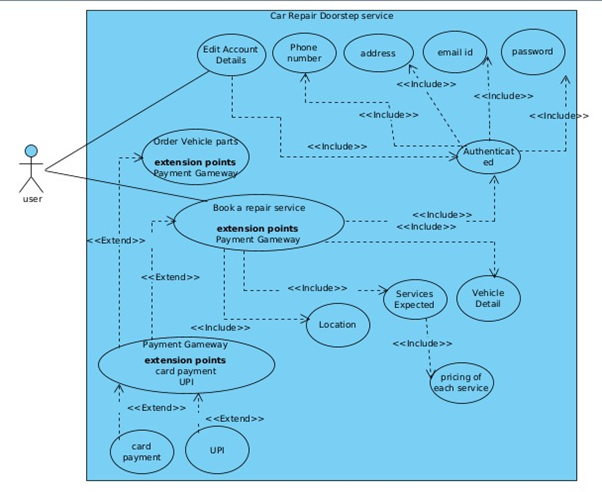 Car Repair Doorstep service
Edit Account
Details
Phone
number
address
email id
password
<<Include>>
<<Include>>
<<Include>>
<<Include>>
<<Include>>
Order Vehicle parts
extension points
Payment Gameway
Authenticat
ed
user
Book a repair service
extension points
Payment Gameway
<<Include>>
<<Include>>
<<Extend>>
<<Extend>>
<<Include>>
Services
Expected
Vehicle
Detail
<<Include>>
Location
Payment Gameway
extension points
card payment
UPI
<<Include>>
pricing of
each service
<<Extend>>
<<Extend>>
card
payment
UPI